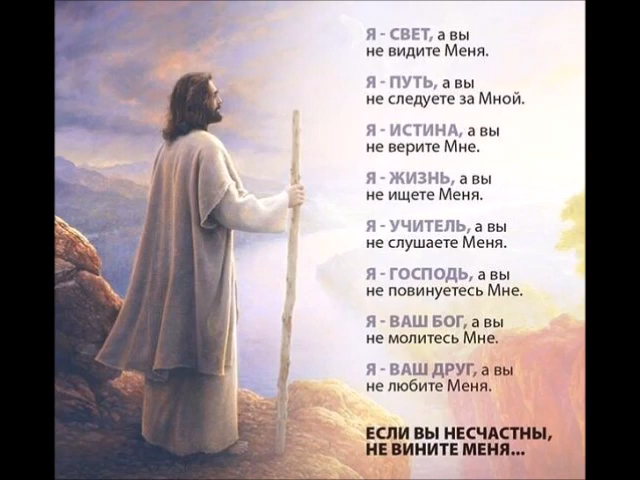 Я - СВЕТ, а вы
не видите Меня.
Я - ПУТЬ, а вы
не следуете за Мной.
Я - ИСТИНА, а вы
не верите Мне.
Я - ЖИЗНЬ, а вы
не ищете Меня.
Я - УЧИТЕЛЬ, а вы
не слушаете Меня.
Я - ГОСПОДЬ, а вы
не повинуетесь Мне.
Я - ВАШ БОГ, а вы
не молитесь Мне.
Я - ВАШ ДРУГ, а вы
не любите Меня.
ЕСЛИ ВЫ НЕСЧАСТНЫ,
НЕ ВИНИТЕ МЕНЯ...